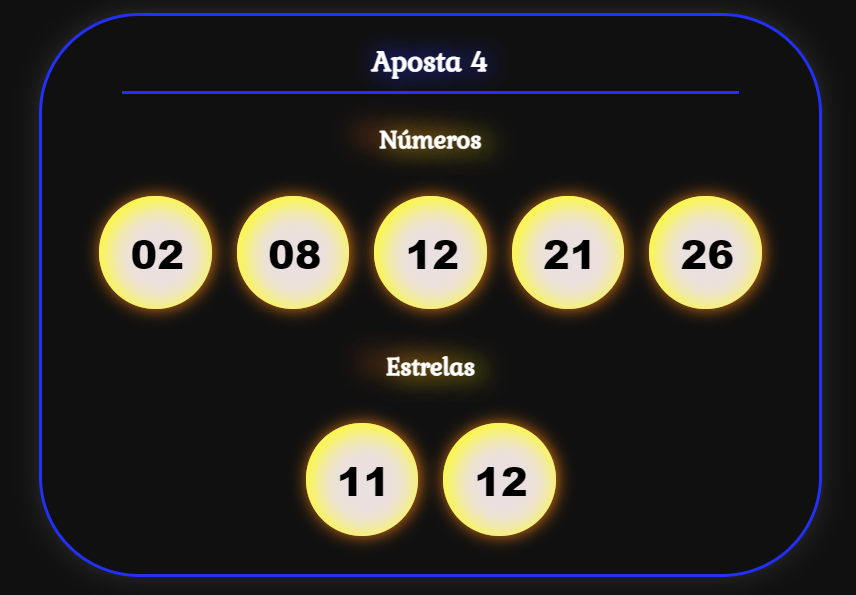 Aposta 4
Números
02 08 12 21 26
Estrelas
11 12